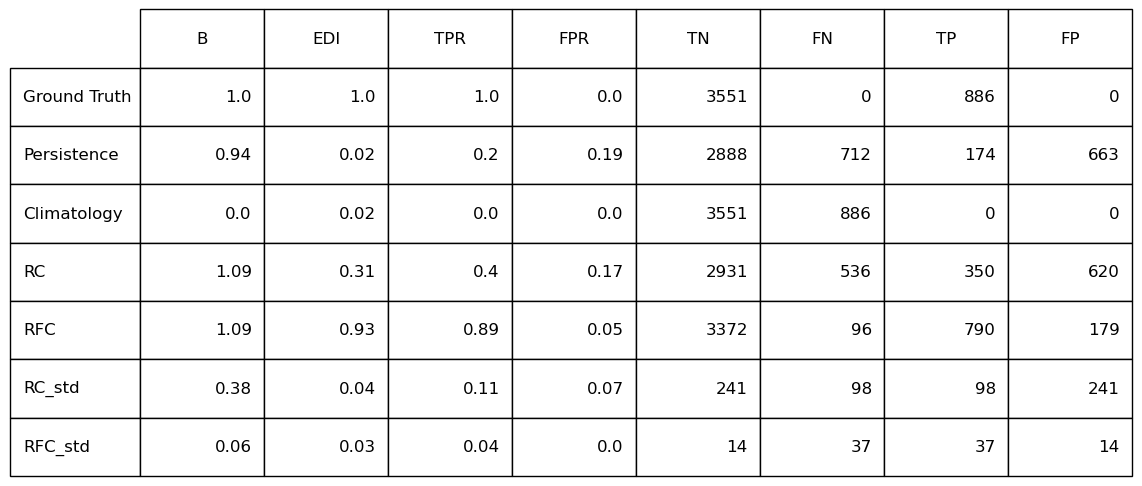 B EDI TPR FPR TN FN TP FP
Ground Truth 1.0 1.0 1.0 0.0 3551 0 886 0
Persistence 0.94 0.02 0.2 0.19 2888 712 174 663
Climatology 0.0 0.02 0.0 0.0 3551 886 0 0
RC 1.09 0.31 0.4 0.17 2931 536 350 620
RFC 1.09 0.93 0.89 0.05 3372 96 790 179
RC_std 0.38 0.04 0.11 0.07 241 98 98 241
RFC_std 0.06 0.03 0.04 0.0 14 37 37 14